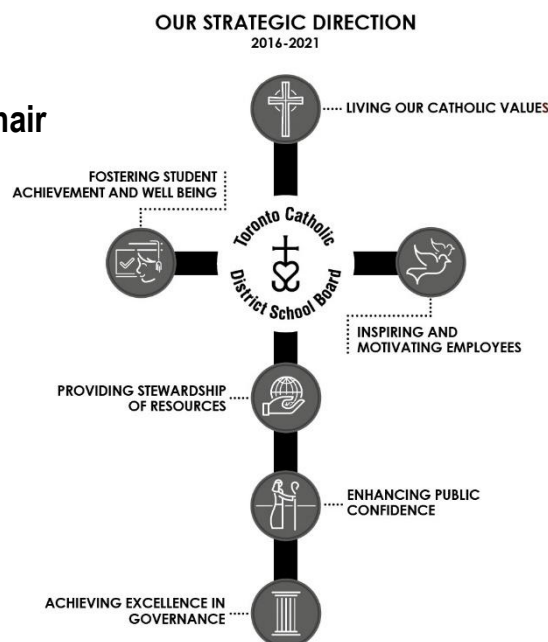 OUR STRATEGIC DIRECTION
2016-2021
LIVING OUR CATHOLIC VALUES
FOSTERING STUDENT
ACHIEVEMENT AND WELL BEING
Toronto Catholic
District School Board
INSPIRING AND
MOTIVATING EMPLOYEES
PROVIDING STEWARDSHIP
OF RESOURCES
ENHANCING PUBLIC
CONFIDENCE
ACHIEVING EXCELLENCE IN
GOVERNANCE